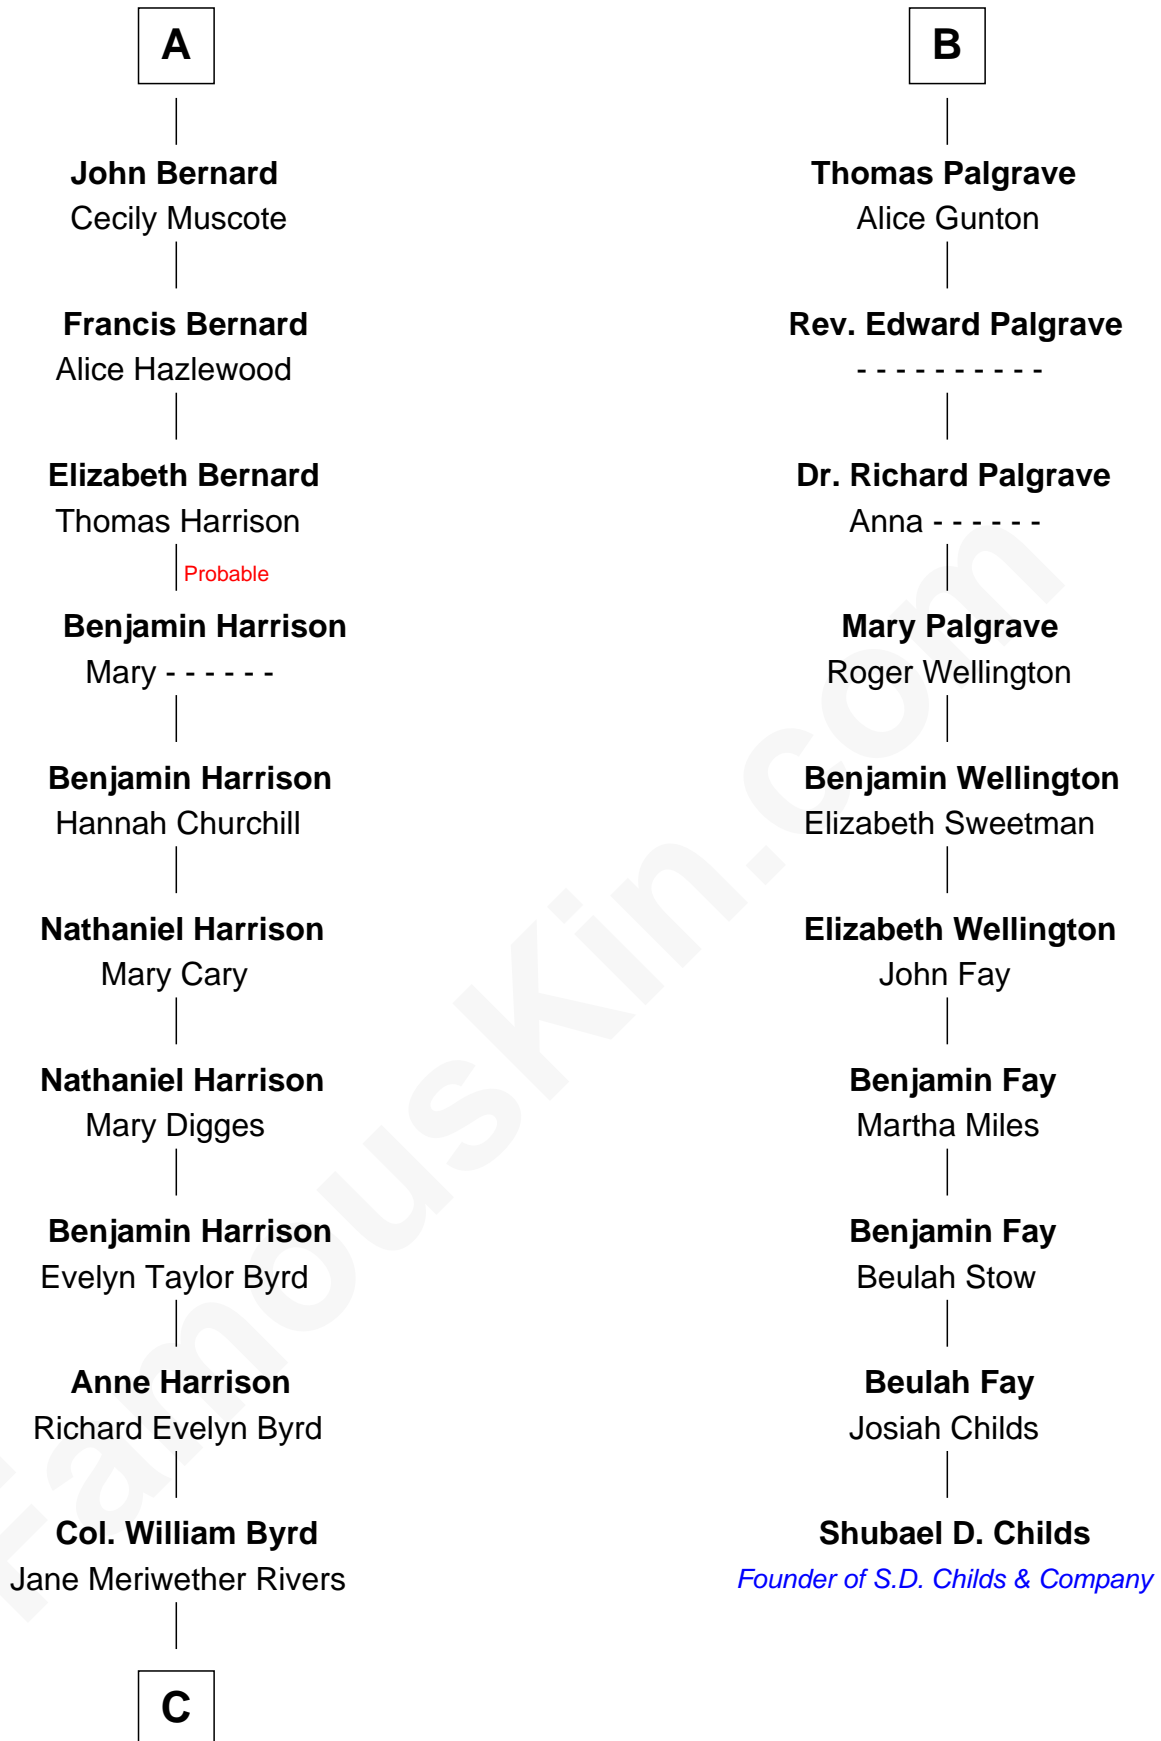 A
John Bernard
Cecily Muscote
Francis Bernard
Alice Hazlewood
Elizabeth Bernard
Thomas Harrison
Probable
Benjamin Harrison
Mary - - - - - -
Benjamin Harrison
Hannah Churchill
Nathaniel Harrison
Mary Cary
Nathaniel Harrison
Mary Digges
Benjamin Harrison
Evelyn Taylor Byrd
Anne Harrison
Richard Evelyn Byrd
Col. William Byrd
Jane Meriwether Rivers
C
B
Thomas Palgrave
Alice Gunton
Rev. Edward Palgrave
- - - - - - - - - -
Dr. Richard Palgrave
Anna - - - - - -
Mary Palgrave
Roger Wellington
Benjamin Wellington
Elizabeth Sweetman
Elizabeth Wellington
John Fay
Benjamin Fay
Martha Miles
Benjamin Fay
Beulah Stow
Beulah Fay
Josiah Childs
Shubael D. Childs
Founder of S.D. Childs & Company
FamousKin.com